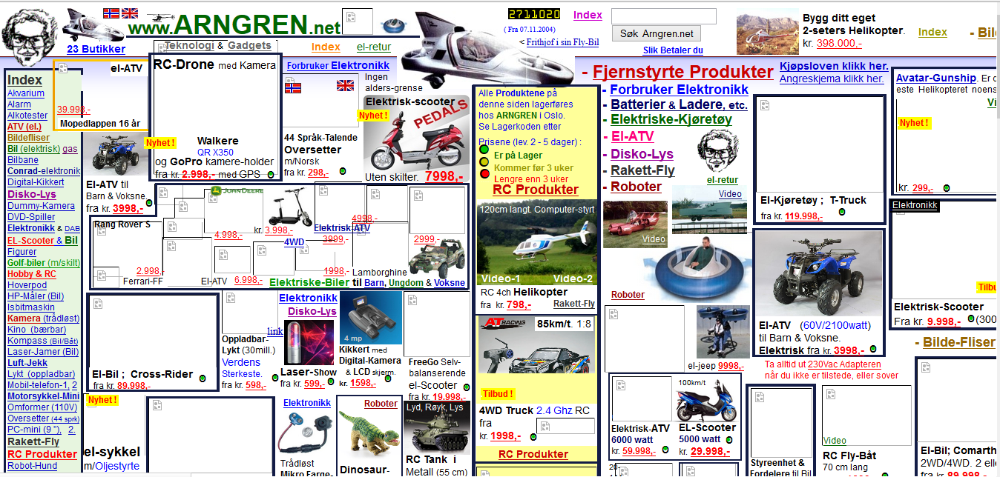 www.ARNGREN.net
2711020
( Fra 07.11.2004)
< Frithjof i sin Fly-Bil
Index
Søk Arngren.net
Slik Betaler du
Bygg ditt eget
2-seters Helikopter.
kr. 398.000,-
Index
23 Butikker
Teknologi & Gadgets
Index
el-retur
Index
Akvarium
Alarm
Alkotester
ATV (el.)
Bildefliser
Bil (elektrisk) gas
Bilbane
Conrad-elektronik
Digital-Kikkert
Disko-Lys
Dummy-Kamera
DVD-Spiller
Elektronikk & DAB
EL-Scooter & Bil
Figurer
Golf-biler (m/skilt)
Hobby & RC
Hoverpod
HP-Måler (Bil)
Isbitmaskin
Kamera (trådløst)
Kino (bærbar)
Kompass (Bil/Båt)
Laser-Jamer (Bil)
Luft-Jekk
Lykt (oppladbar)
Mobil-telefon-1, 2
Motorsykkel-Mini
Omformer (110V)
Oversetter (44 sprk)
PC-mini (9 "), 2.
Rakett-Fly
RC Produkter
Robot-Hund
el-ATV
39.998,-
Mopedlappen 16 år
El-ATV til
Barn & Voksne
fra kr. 3998,-
RC-Drone med Kamera
Nyhet !
Walkere
QR X350
og GoPro kamere-holder
fra kr. 2.998,- med GPS
Forbruker Elektronikk
44 Språk-Talende
Oversetter
m/Norsk
fra kr. 298,-
Ingen
alders-grense
Elektrisk-scooter
Nyhet !
PEDALS
Uten skilter. 7998,-
JOHN DEERE
Rang Rover S
2.998,-
Ferrari-FF
4.998,-
El-ATV
6.998,-
kr. 3.998,-
4WD
Elektrisk-ATV
3999,-
4998,-
1998,-
2999,-
Lamborghine
Elektriske-Biler til Barn, Ungdom & Voksne
El-Bil ; Cross-Rider
fra kr. 89.998,-
link
Oppladbar-
Lykt (30mill.)
Verdens
Sterkeste.
fra kr. 598,-
Elektronikk
Disko-Lys
Laser-Show
fra kr. 599,-
4 mp
Kikkert med
Digital-Kamera
& LCD skjerm.
kr. 1598,-
FreeGo Selv-
balanserende
el-Scooter
fra kr. 19.998,-
Nyhet !
el-sykkel
m/Oljestyrte
Elektronikk
Trådløst
Mikro Farge-
Roboter
Dinosaur-
Lyd, Røyk, Lys
RC Tank i
Metall (55 cm)
Alle Produktene på
denne siden lagerføres
hos ARNGREN i Oslo.
Se Lagerkoden etter
Prisene (lev. 2 - 5 dager) :
Er på Lager
Kommer før 3 uker
Lengre enn 3 uker
RC Produkter
120cm langt. Computer-styrt
Video-1
Video-2
RC 4ch Helikopter
fra kr. 798,-
Rakett-Fly
AT RACING
85km/t. 1:8
Tilbud !
4WD Truck 2.4 Ghz RC
fra
kr. 1998,-
RC Produkter
- Fjernstyrte Produkter
- Forbruker Elektronikk
- Batterier & Ladere, etc.
- Elektriske-Kjøretøy
- El-ATV
- Disko-Lys
- Rakett-Fly
- Roboter
el-retur
Video
Video
Roboter
el-jeep 9998,-
Elektrisk-ATV
6000 watt
kr. 59.998,-
100km/t
EL-Scooter
5000 watt
kr. 29.998,-
20
Kjøpsloven klikk her.
Angreskjema klikk her.
El-Kjøretøy ; T-Truck
fra kr. 119.998,-
El-ATV (60V/2100watt)
til Barn & Voksne.
Elektrisk fra kr. 3998,-
Ta alltid ut 230Vac Adapteren
når du ikke er tilstede, eller sover
Styreenhet &
Fordelere til Bil
Video
RC Fly-Båt
70 cm lang
- Bil
Avatar-Gunship. Er c
este Helikopteret noens
Vi
Nyhet !
kr. 299,-
Elektronikk
Tilbu
Elektrisk-Scooter
Fra kr. 9.998,- (300
- Bilde-Fliser
El-Bil; Comarth
2WD/4WD. 2 elle
fra kr. 89.998,-